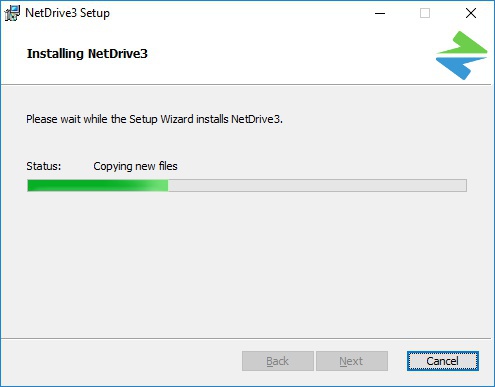 NetDrive3 Setup
Installing NetDrive3
Please wait while the Setup Wizard installs NetDrive3.
Status: Copying new files
Back Next Cancel